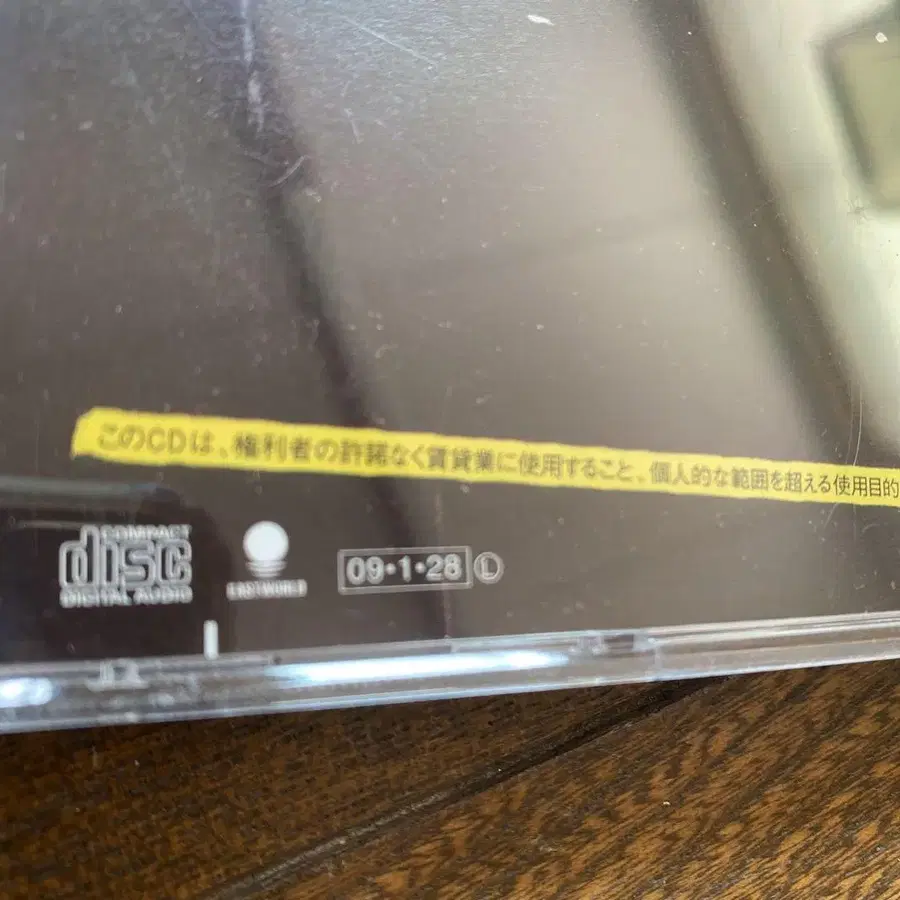 このCDは、権利者の許諾なく賃貸業に使用すること、個人的な範囲を超える使用目的
COMPACT
disc
DIGITAL AUDIO
EASTWORLD
09・1・28 Ⓛ